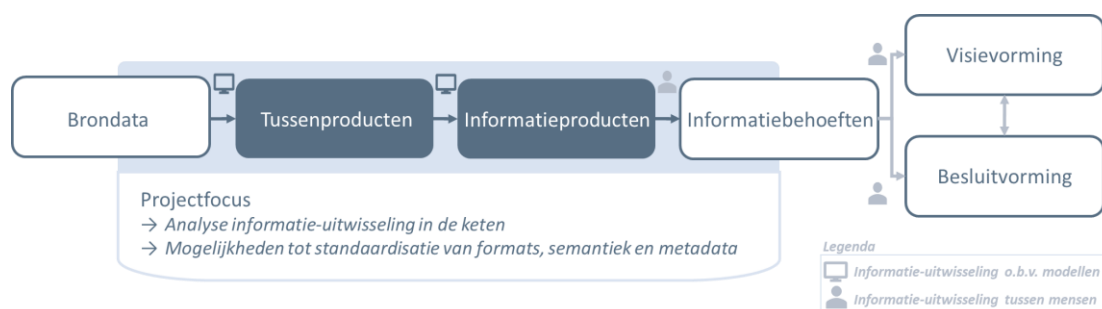 Brondata
Tussenproducten
Informatieproducten
Informatiebehoeften
Visievorming
Besluitvorming
Projectfocus
→ Analyse informatie-uitwisseling in de keten
→ Mogelijkheden tot standaardisatie van formats, semantiek en metadata
Legenda
Informatie-uitwisseling o.b.v. modellen
Informatie-uitwisseling tussen mensen